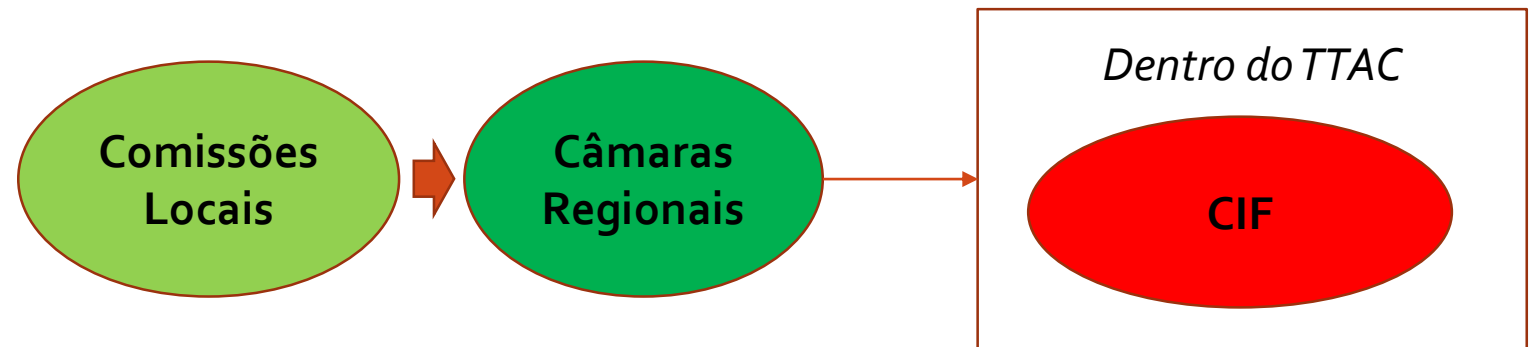 Comissões
Locais
Câmaras
Regionais
Dentro do TTAC
CIF